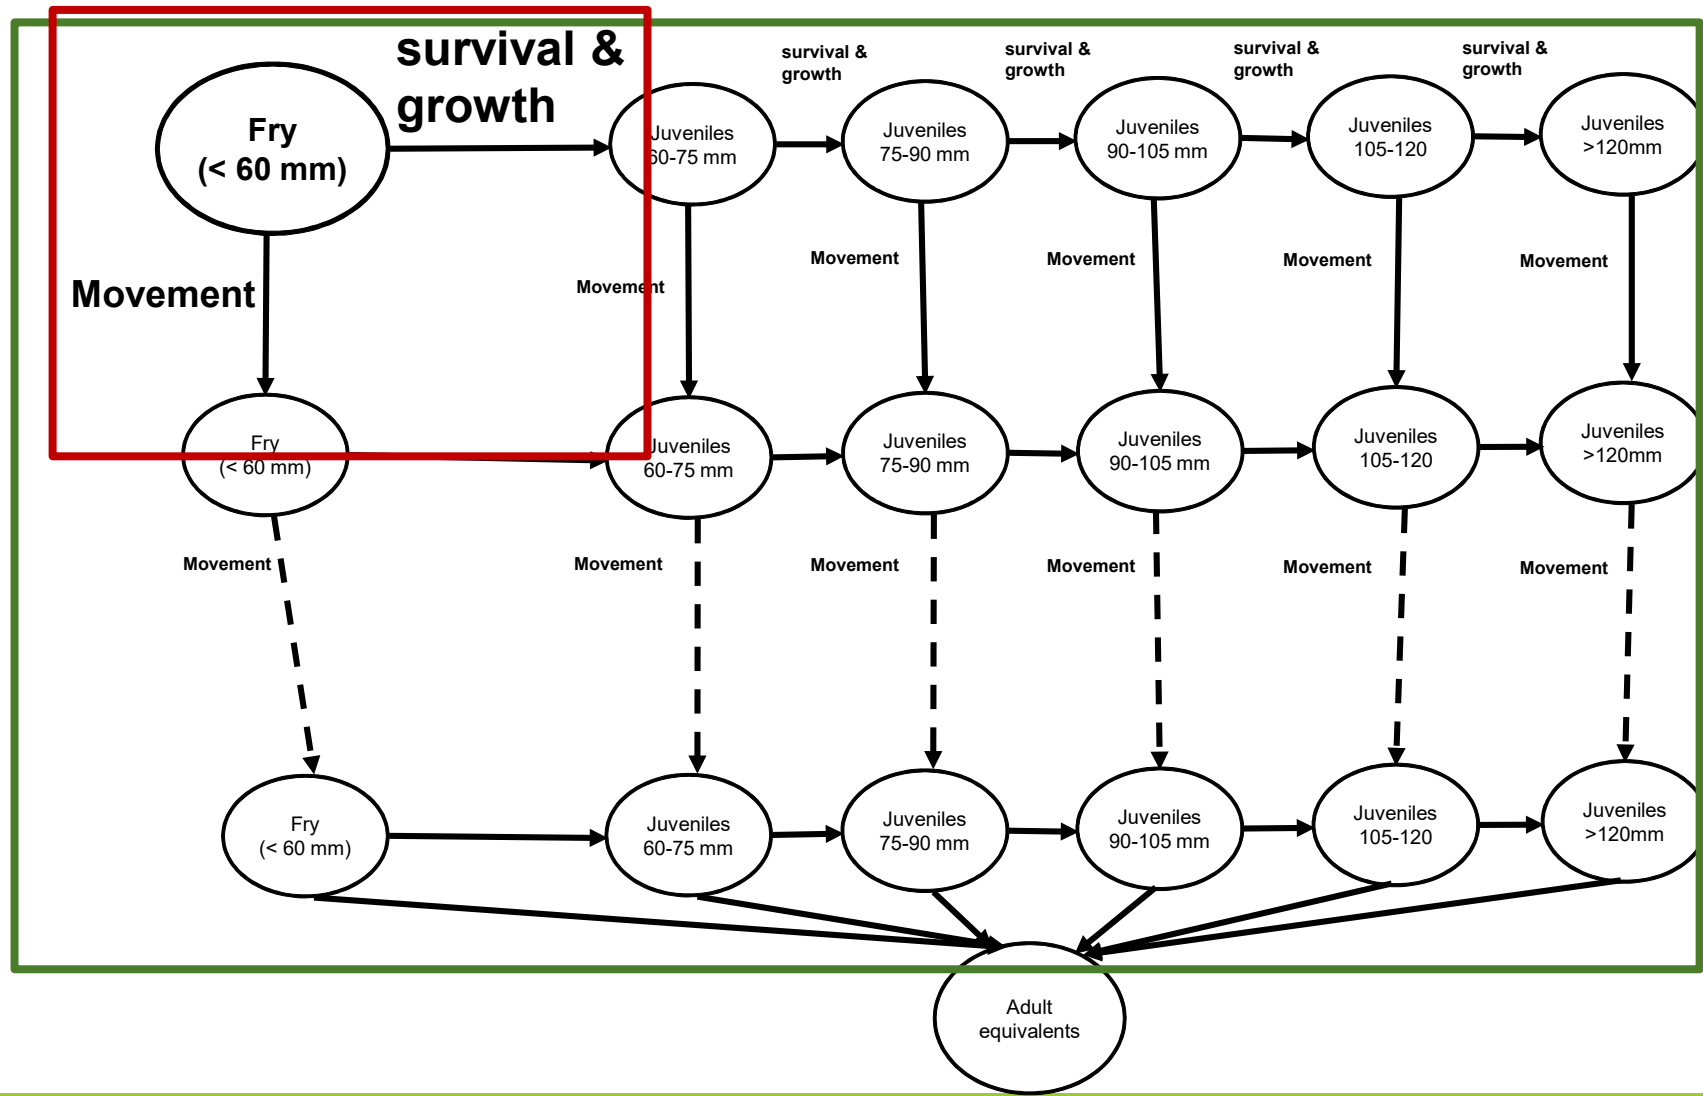 survival &
growth
survival &
growth
survival &
growth
survival &
growth
survival &
growth
Fry
(< 60 mm)
Juveniles
60-75 mm
Juveniles
75-90 mm
Juveniles
90-105 mm
Juveniles
105-120
Juveniles
>120mm
Movement
Movement
Movement
Movement
Movement
Movement
Fry
(< 60 mm)
Juveniles
60-75 mm
Juveniles
75-90 mm
Juveniles
90-105 mm
Juveniles
105-120
Juveniles
>120mm
Movement
Movement
Movement
Movement
Movement
Movement
Fry
(< 60 mm)
Juveniles
60-75 mm
Juveniles
75-90 mm
Juveniles
90-105 mm
Juveniles
105-120
Juveniles
>120mm
Adult
equivalents